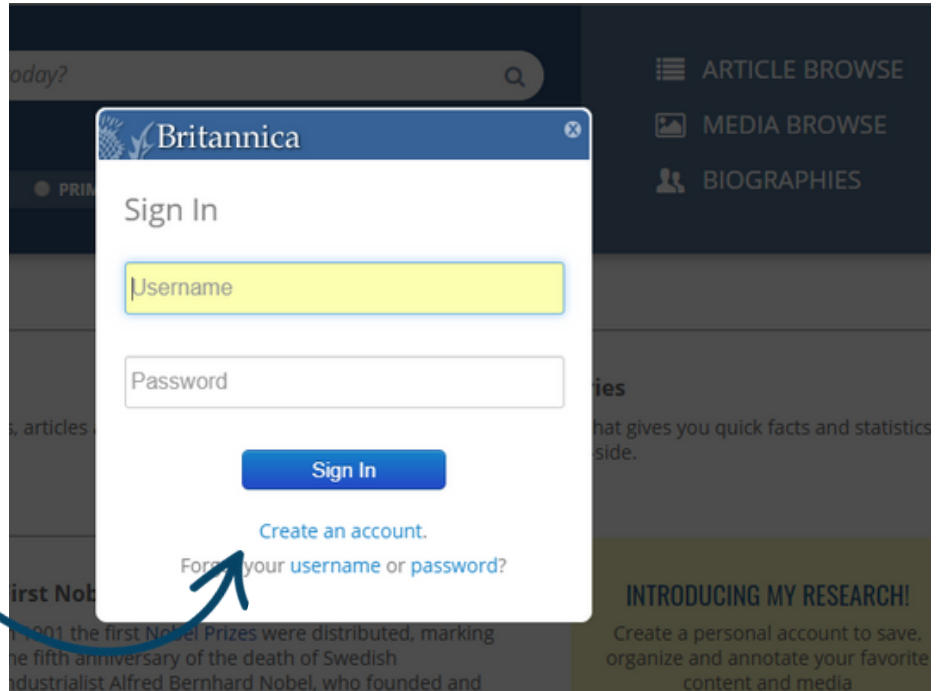 oday?
ARTICLE BROWSE
MEDIA BROWSE
BIOGRAPHIES
PRIM
Britannica
Sign In
Username
Password
Sign In
Create an account.
Forgot your username or password?
ries
s, articles
hat gives you quick facts and statistics
-side.
irst Nob
1901 the first Nobel Prizes were distributed, marking
he fifth anniversary of the death of Swedish
ndustrialist Alfred Bernhard Nobel, who founded and
INTRODUCING MY RESEARCH!
Create a personal account to save,
organize and annotate your favorite
content and media